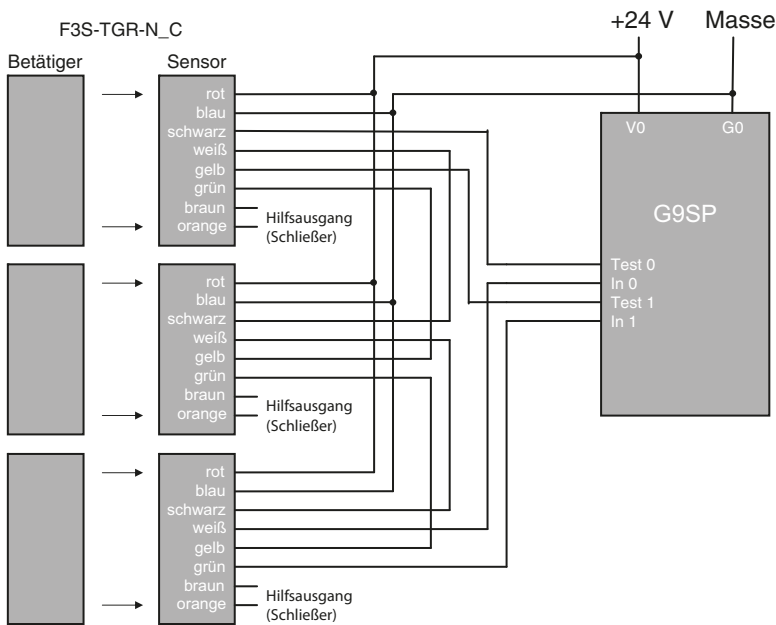 F3S-TGR-N_C
+24 V
Masse
Betätiger
Sensor
rot
blau
schwarz
weiß
gelb
grün
braun
orange
Hilfsausgang
(Schließer)
V0
G0
G9SP
Test 0
In 0
Test 1
In 1
rot
blau
schwarz
weiß
gelb
grün
braun
orange
Hilfsausgang
(Schließer)
rot
blau
schwarz
weiß
gelb
grün
braun
orange
Hilfsausgang
(Schließer)